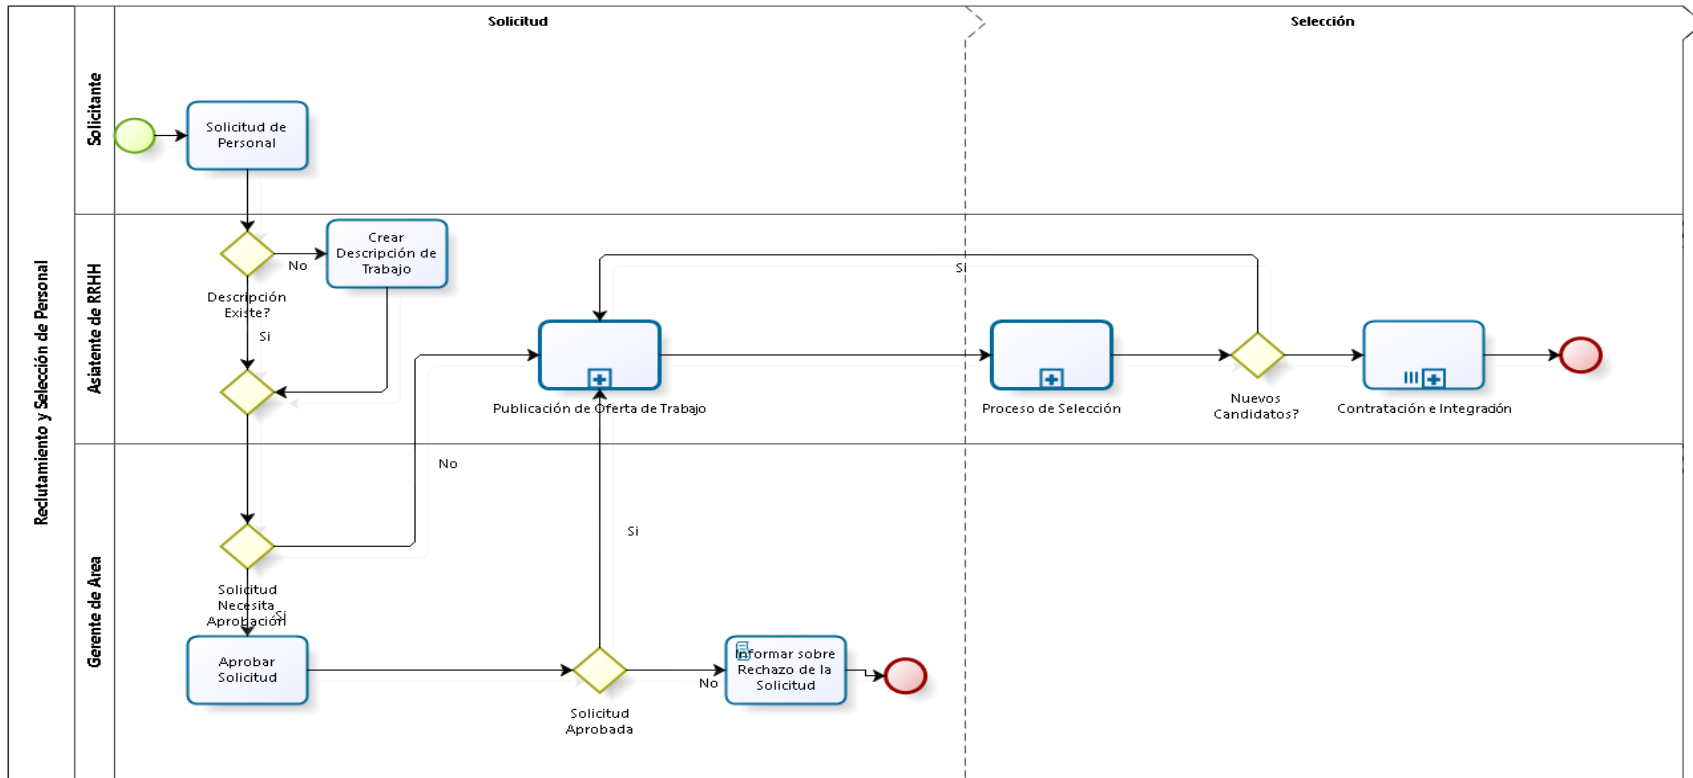 Solicitud
Selección
Reclutamiento y Selección de Personal
Solicitante
Solicitud de
Personal
Asiatente de RRHH
Descripción
Existe?
No
Crear
Descripción de
Trabajo
Si
Si
Publicación de Oferta de Trabajo
Proceso de Selección
Nuevos
Candidatos?
Contratación e Integración
Gerente de Area
No
Solicitud
Necesita
Aprobación
Si
Si
Aprobar
Solicitud
Solicitud
Aprobada
No
Informar sobre
Rechazo de la
Solicitud